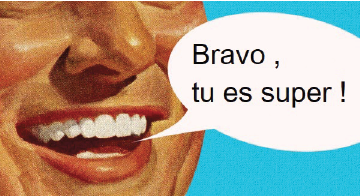 Bravo ,
tu es super !